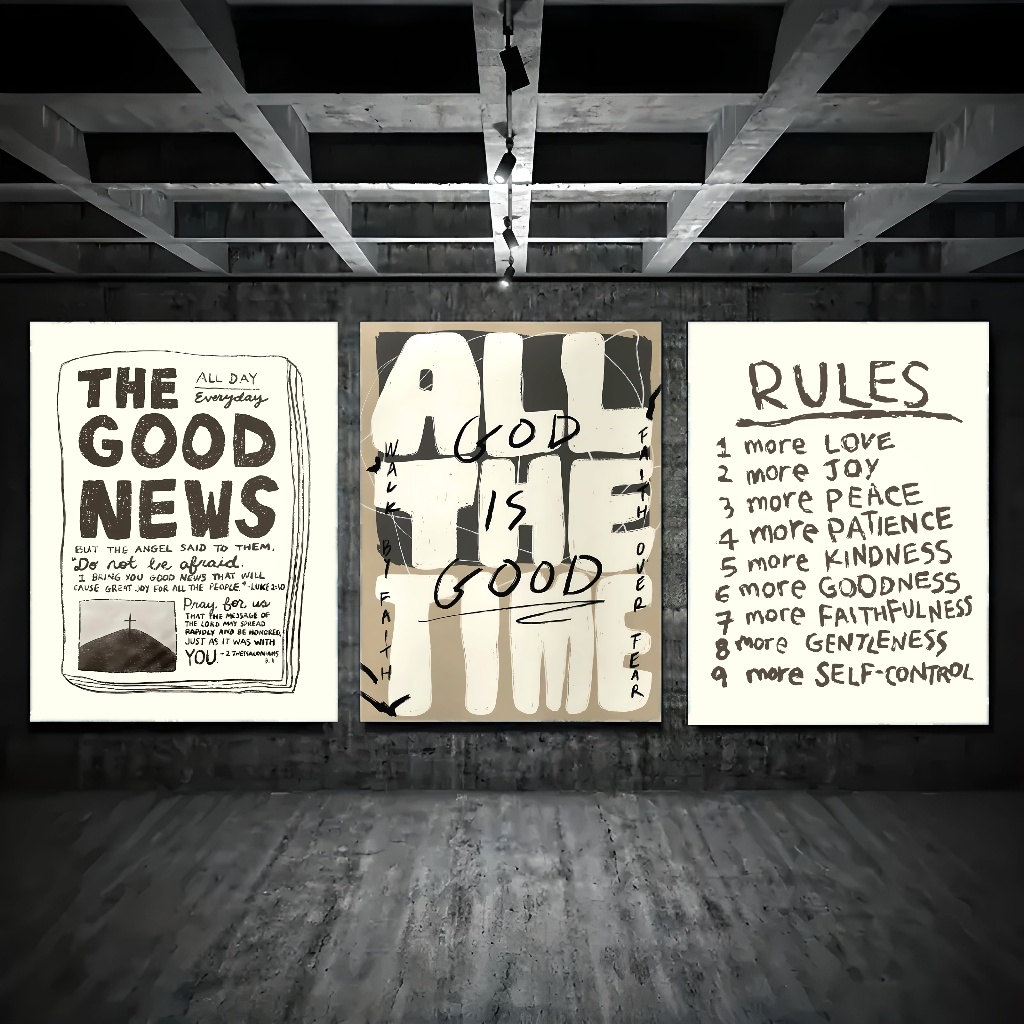 THE
GOOD
NEWS
ALL DAY
Everyday
BUT THE ANGEL SAID TO THEM,
"Do not be afraid.
I BRING YOU GOOD NEWS THAT WILL
CAUSE GREAT JOY FOR ALL THE PEOPLE." -LUKE 2:10
Pray for us
THAT THE MESSAGE OF
THE LORD MAY SPREAD
RAPIDLY AND BE HONORED,
JUST AS IT WAS WITH
YOU. -2 THESSALONIANS
3:1
ALL
THE
TIME
GOD
IS
GOOD
WALK BY FAITH
FAITH OVER FEAR
RULES
1 more LOVE
2 more JOY
3 more PEACE
4 more PATIENCE
5 more KINDNESS
6 more GOODNESS
7 more FAITHFULNESS
8 more GENTLENESS
9 more SELF-CONTROL